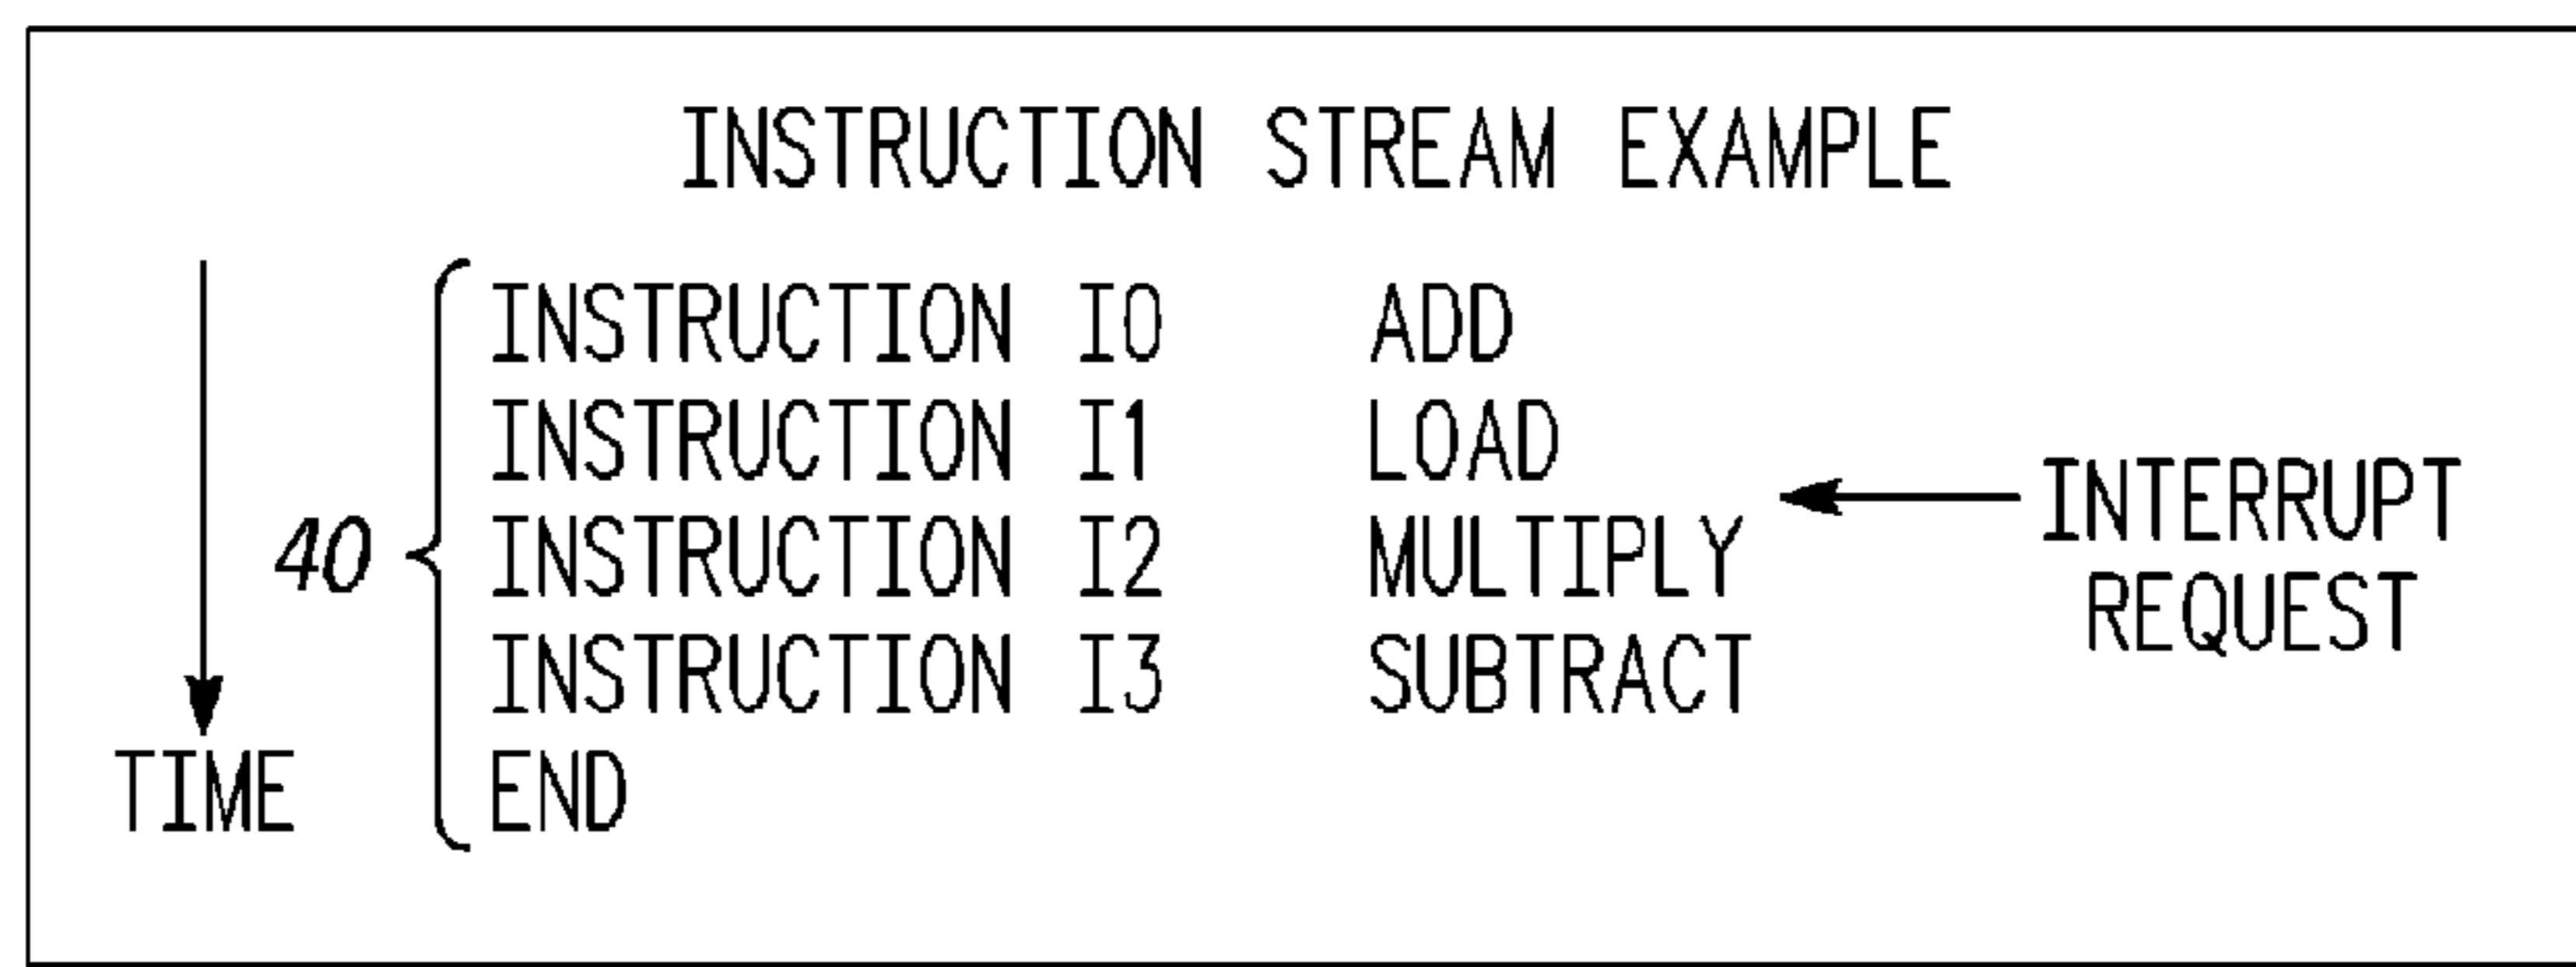 INSTRUCTION STREAM EXAMPLE
INSTRUCTION I0 ADD
INSTRUCTION I1 LOAD
INTERRUPT
40 INSTRUCTION I2 MULTIPLY
REQUEST
INSTRUCTION I3 SUBTRACT
TIME END